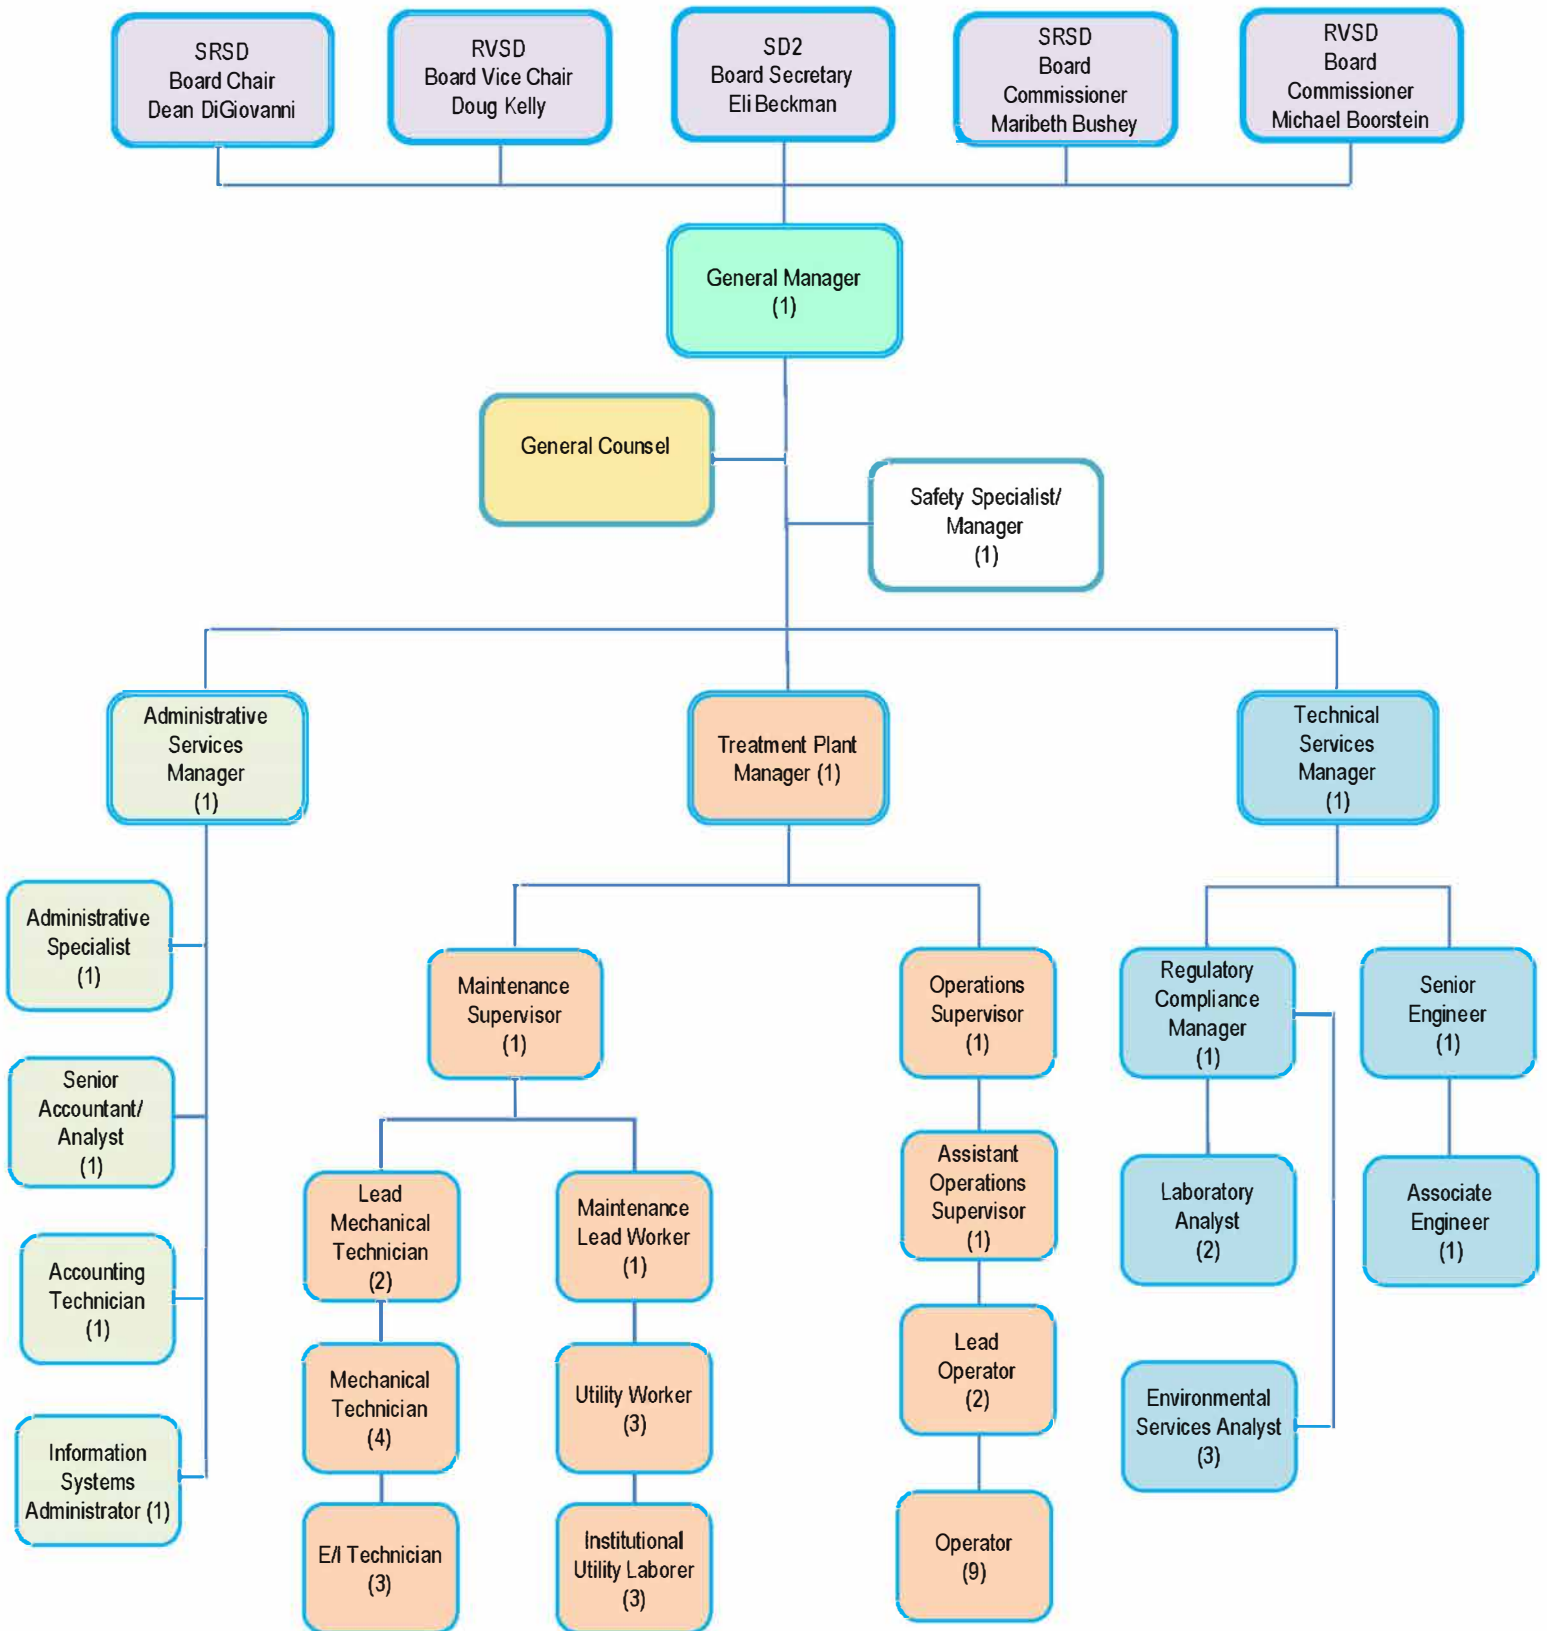 SRSD
Board Chair
Dean DiGiovanni
RVSD
Board Vice Chair
Doug Kelly
SD2
Board Secretary
Eli Beckman
SRSD
Board
Commissioner
Maribeth Bushey
RVSD
Board
Commissioner
Michael Boorstein
General Manager
(1)
General Counsel
Safety Specialist/
Manager
(1)
Administrative
Services
Manager
(1)
Treatment Plant
Manager (1)
Technical
Services
Manager
(1)
Administrative
Specialist
(1)
Senior
Accountant/
Analyst
(1)
Accounting
Technician
(1)
Information
Systems
Administrator (1)
Maintenance
Supervisor
(1)
Lead
Mechanical
Technician
(2)
Mechanical
Technician
(4)
E/I Technician
(3)
Maintenance
Lead Worker
(1)
Utility Worker
(3)
Institutional
Utility Laborer
(3)
Operations
Supervisor
(1)
Assistant
Operations
Supervisor
(1)
Lead
Operator
(2)
Operator
(9)
Regulatory
Compliance
Manager
(1)
Laboratory
Analyst
(2)
Environmental
Services Analyst
(3)
Senior
Engineer
(1)
Associate
Engineer
(1)